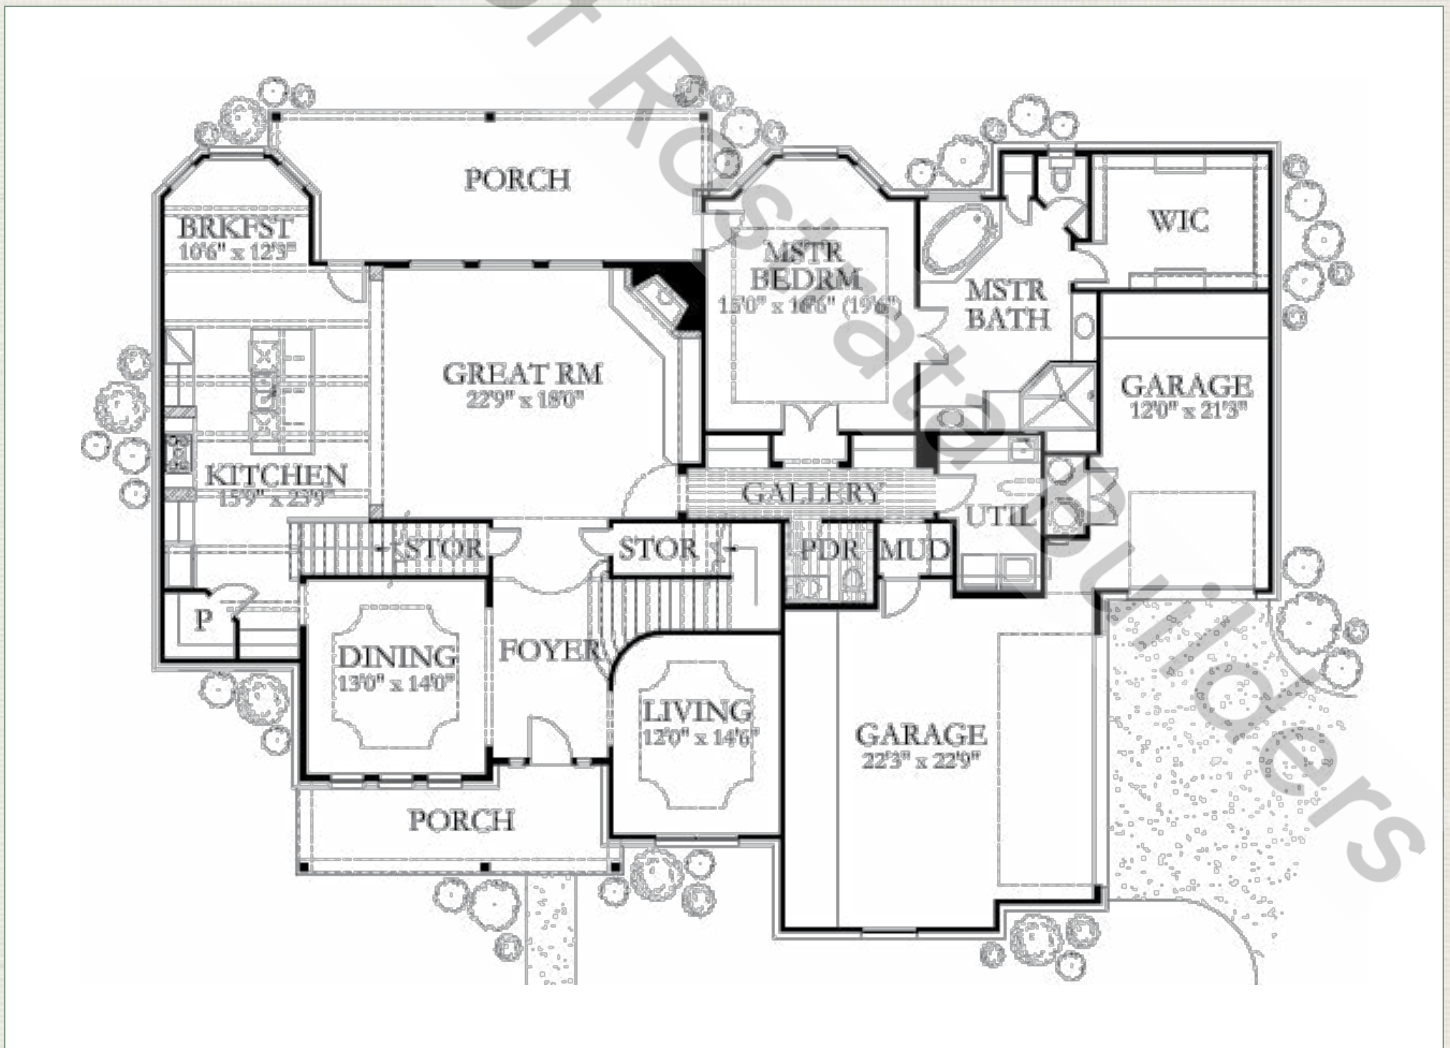 of Rostrata Builders
PORCH
BRKFST
10'6" x 12'3"
MSTR
BEDRM
15'0" x 16'6" (19'6")
WIC
MSTR
BATH
GREAT RM
22'9" x 18'0"
GARAGE
12'0" x 21'3"
KITCHEN
15'9" x 23'9"
GALLERY
UTIL
STOR
STOR
PDR
MUD
P
DINING
13'0" x 14'0"
FOYER
LIVING
12'0" x 14'6"
GARAGE
22'3" x 22'9"
PORCH